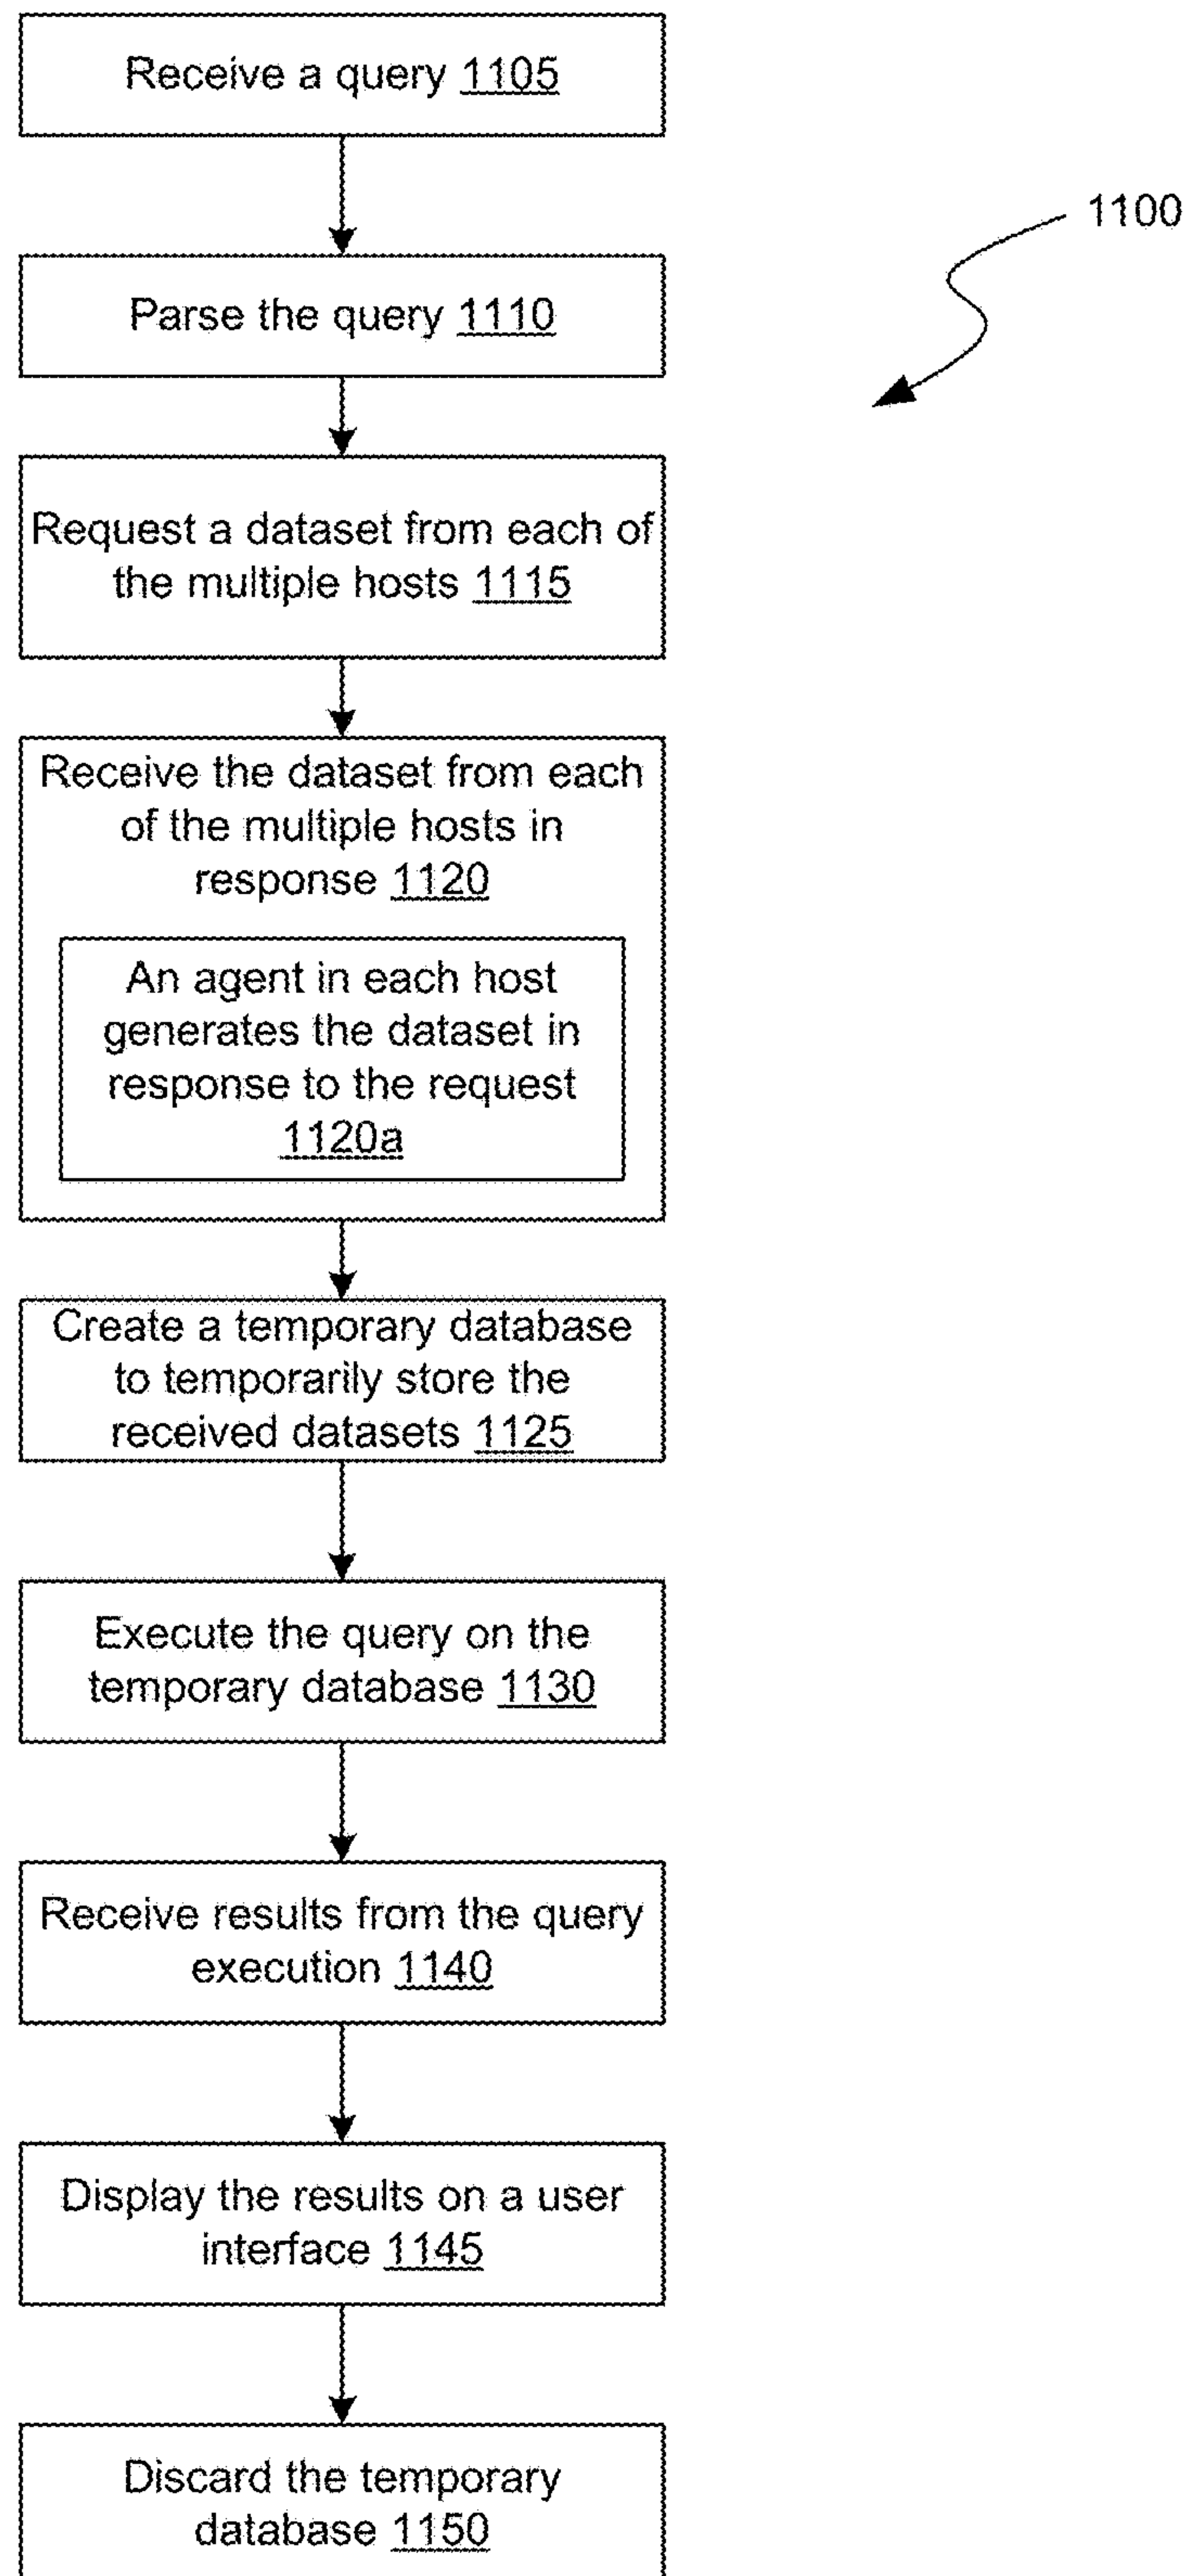 Receive a query 1105
1100
Parse the query 1110
Request a dataset from each of
the multiple hosts 1115
Receive the dataset from each
of the multiple hosts in
response 1120
An agent in each host
generates the dataset in
response to the request
1120a
Create a temporary database
to temporarily store the
received datasets 1125
Execute the query on the
temporary database 1130
Receive results from the query
execution 1140
Display the results on a user
interface 1145
Discard the temporary
database 1150